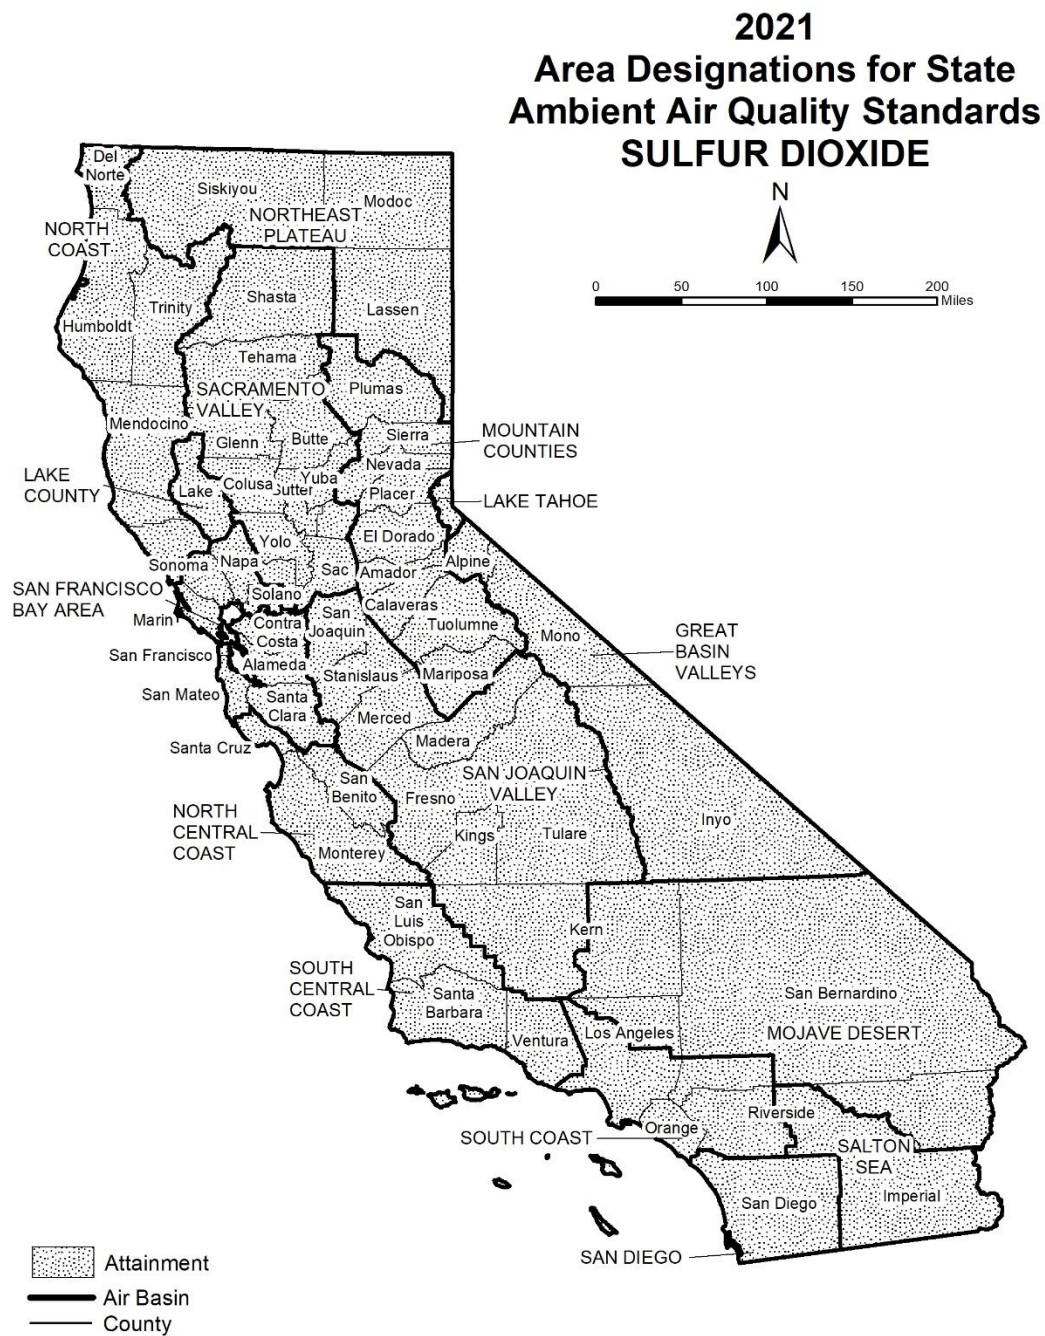 2021
Area Designations for State
Ambient Air Quality Standards
SULFUR DIOXIDE
N
0 50 100 150 200
Miles
Del
Norte
Siskiyou
Modoc
NORTHEAST
PLATEAU
NORTH
COAST
Shasta
Trinity
Lassen
Humboldt
Tehama
Plumas
SACRAMENTO
VALLEY
Mendocino
Glenn
Butte
Sierra
MOUNTAIN
COUNTIES
Nevada
LAKE
COUNTY
Lake
Colusa
Sutter
Yuba
Placer
LAKE TAHOE
Yolo
El Dorado
Sonoma
Napa
Sac
Amador
Alpine
SAN FRANCISCO
BAY AREA
Solano
Marin
Contra
Costa
San
Joaquin
Calaveras
Tuolumne
Mono
GREAT
BASIN
VALLEYS
San Francisco
Alameda
Stanislaus
Mariposa
San Mateo
Santa
Clara
Merced
Santa Cruz
Madera
San
Benito
Fresno
SAN JOAQUIN
VALLEY
NORTH
CENTRAL
COAST
Monterey
Kings
Tulare
Inyo
San
Luis
Obispo
Kern
SOUTH
CENTRAL
COAST
Santa
Barbara
San Bernardino
Ventura
Los Angeles
MOJAVE DESERT
Riverside
Orange
SOUTH COAST
SALTON
SEA
San Diego
Imperial
SAN DIEGO
Attainment
Air Basin
County